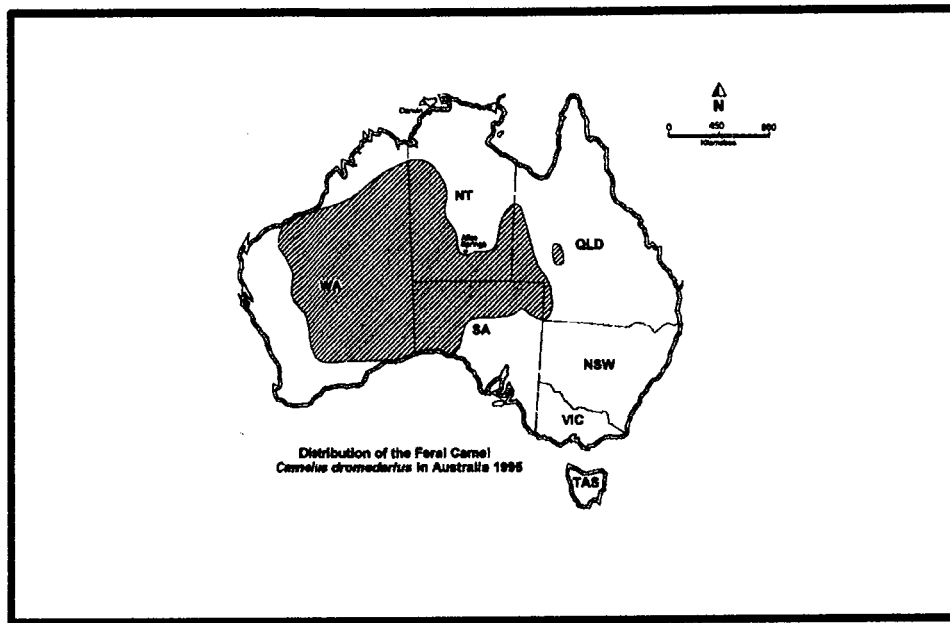 Darwin
N
0 450 900
Kilometres
NT
Alice
Springs
QLD
WA
SA
NSW
VIC
Distribution of the Feral Camel
Camelus dromedarius in Australia 1995
TAS